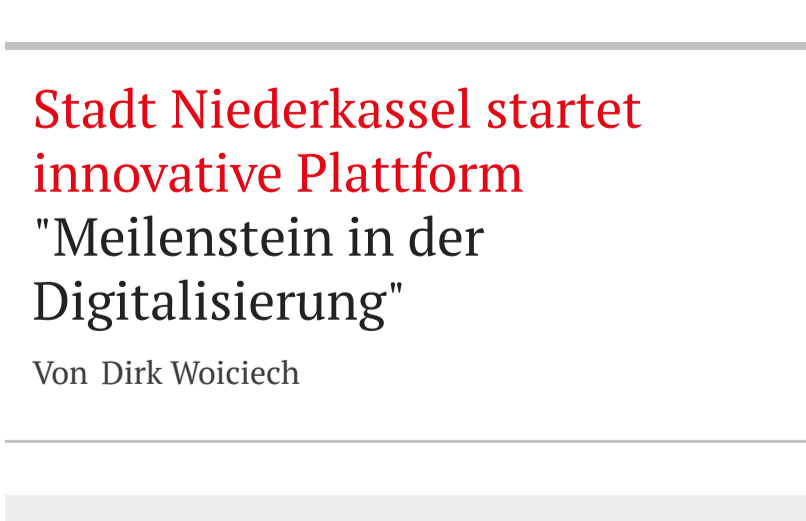 Stadt Niederkassel startet
innovative Plattform
"Meilenstein in der
Digitalisierung"
Von Dirk Woiciech